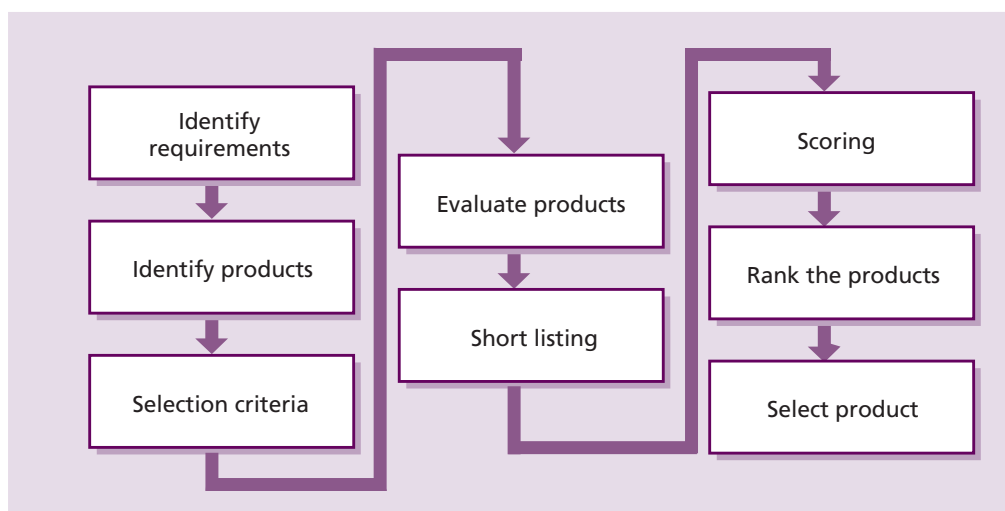 Identify
requirements
Identify products
Selection criteria
Evaluate products
Short listing
Scoring
Rank the products
Select product